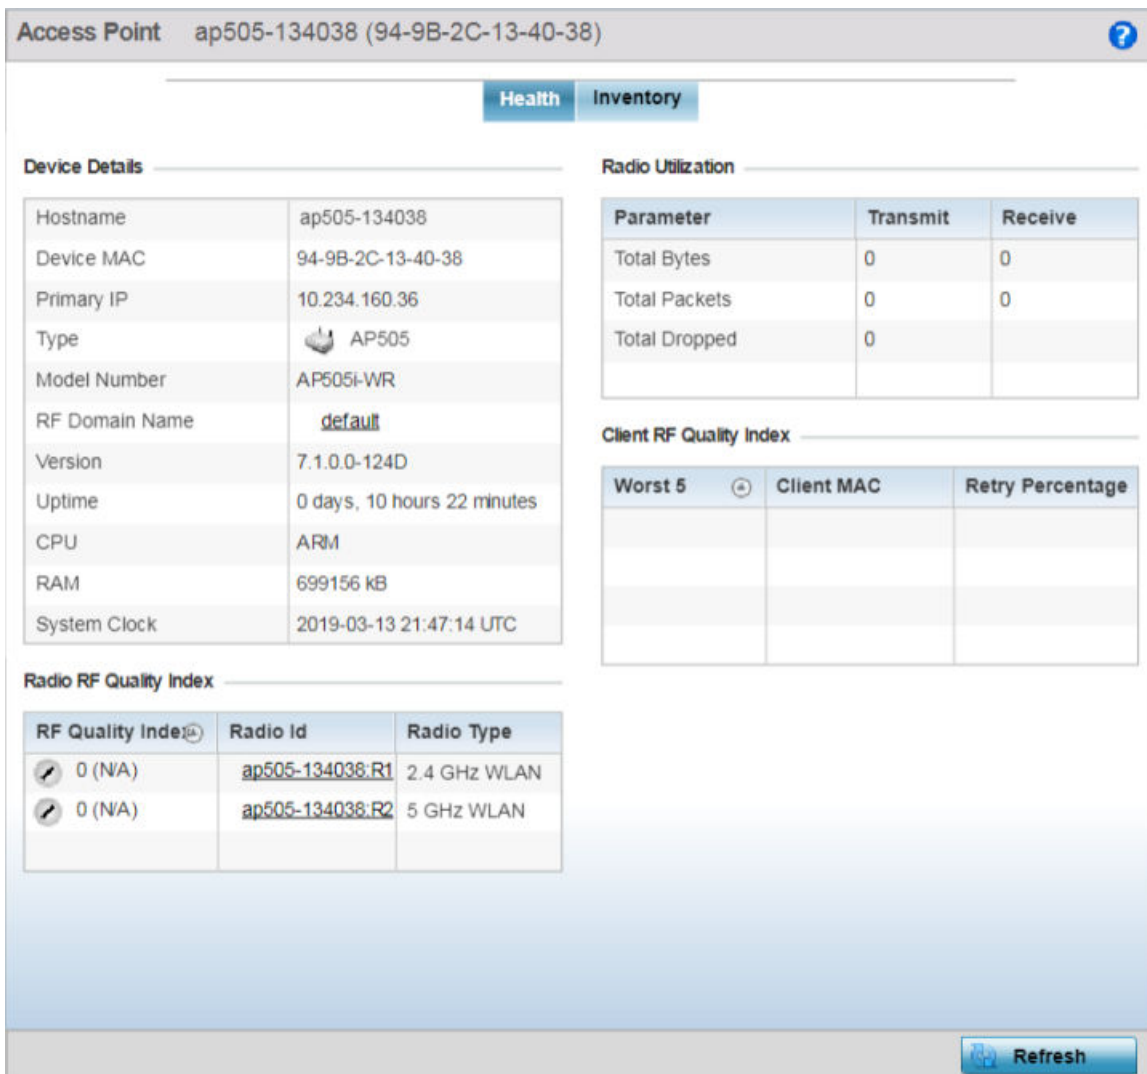 Access Point ap505-134038 (94-9B-2C-13-40-38)
Health Inventory
Device Details
Hostname ap505-134038
Device MAC 94-9B-2C-13-40-38
Primary IP 10.234.160.36
Type AP505
Model Number AP505i-WR
RF Domain Name default
Version 7.1.0.0-124D
Uptime 0 days, 10 hours 22 minutes
CPU ARM
RAM 699156 kB
System Clock 2019-03-13 21:47:14 UTC
Radio RF Quality Index
RF Quality Index Radio Id Radio Type
0 (N/A) ap505-134038:R1 2.4 GHz WLAN
0 (N/A) ap505-134038:R2 5 GHz WLAN
Radio Utilization
Parameter Transmit Receive
Total Bytes 0 0
Total Packets 0 0
Total Dropped 0
Client RF Quality Index
Worst 5 Client MAC Retry Percentage
Refresh